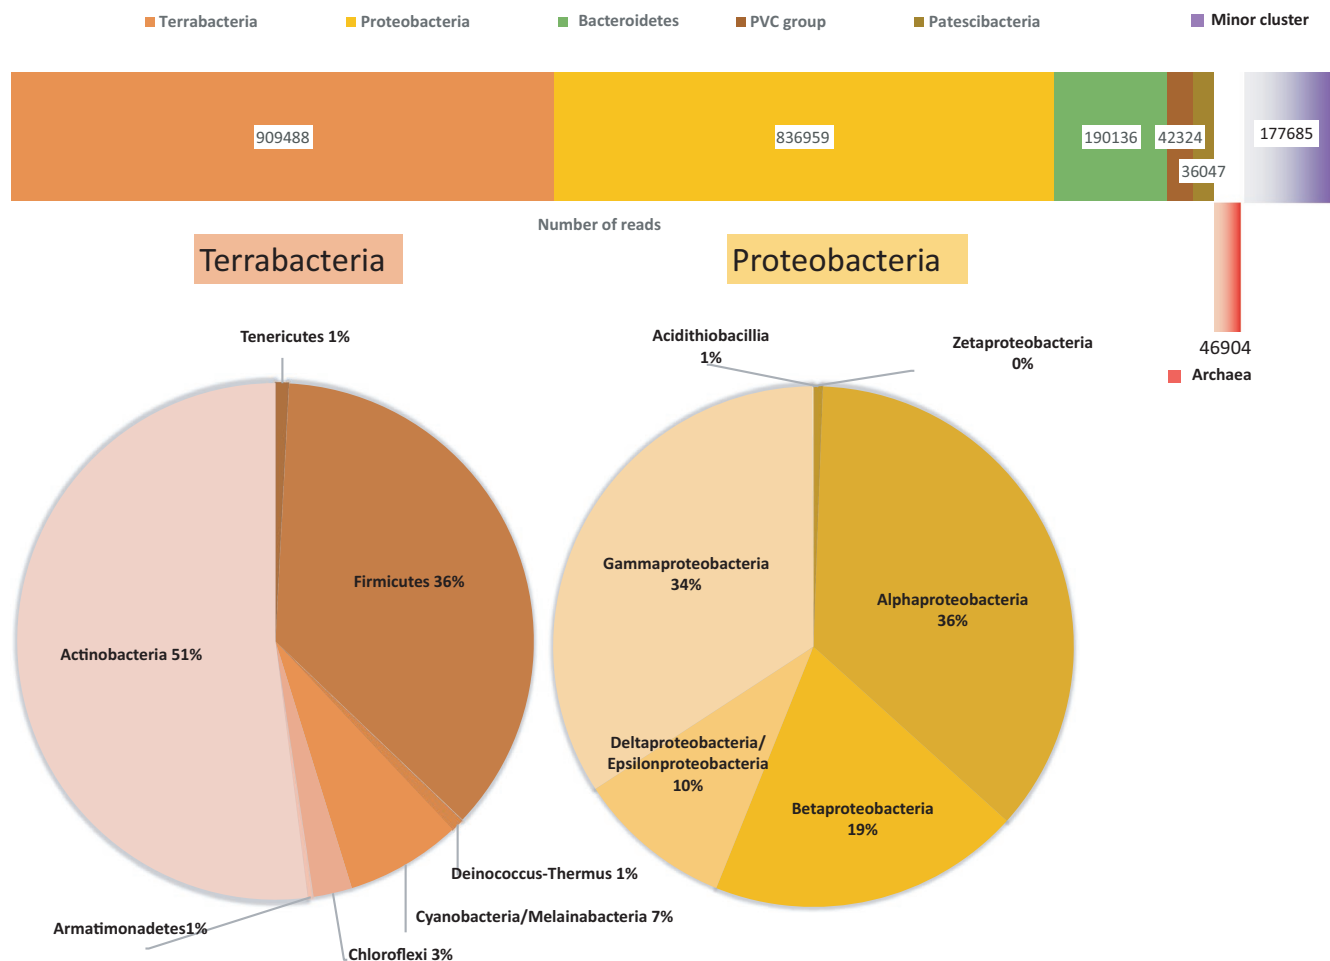 Terrabacteria
Proteobacteria
Bacteroidetes
PVC group
Patescibacteria
Minor cluster
909488
836959
190136
42324
36047
177685
Number of reads
46904
Archaea
Terrabacteria
Tenericutes 1%
Firmicutes 36%
Actinobacteria 51%
Deinococcus-Thermus 1%
Cyanobacteria/Melainabacteria 7%
Chloroflexi 3%
Armatimonadetes1%
Proteobacteria
Acidithiobacillia
1%
Zetaproteobacteria
0%
Gammaproteobacteria
34%
Alphaproteobacteria
36%
Deltaproteobacteria/
Epsilonproteobacteria
10%
Betaproteobacteria
19%